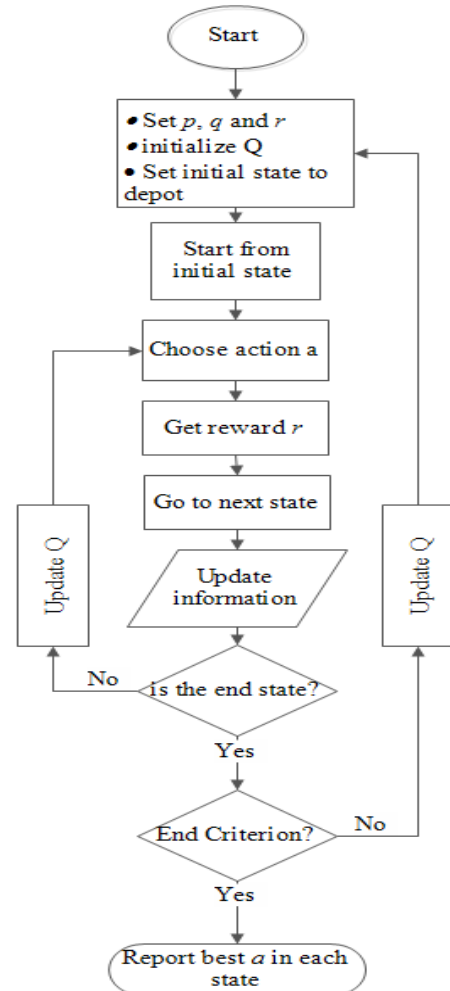 Start
• Set p, q and r
• initialize Q
• Set initial state to
depot
Start from
initial state
Choose action a
Get reward r
Go to next state
Update Q
Update Q
Update
information
No
is the end state?
Yes
End Criterion?
No
Yes
Report best a in each
state